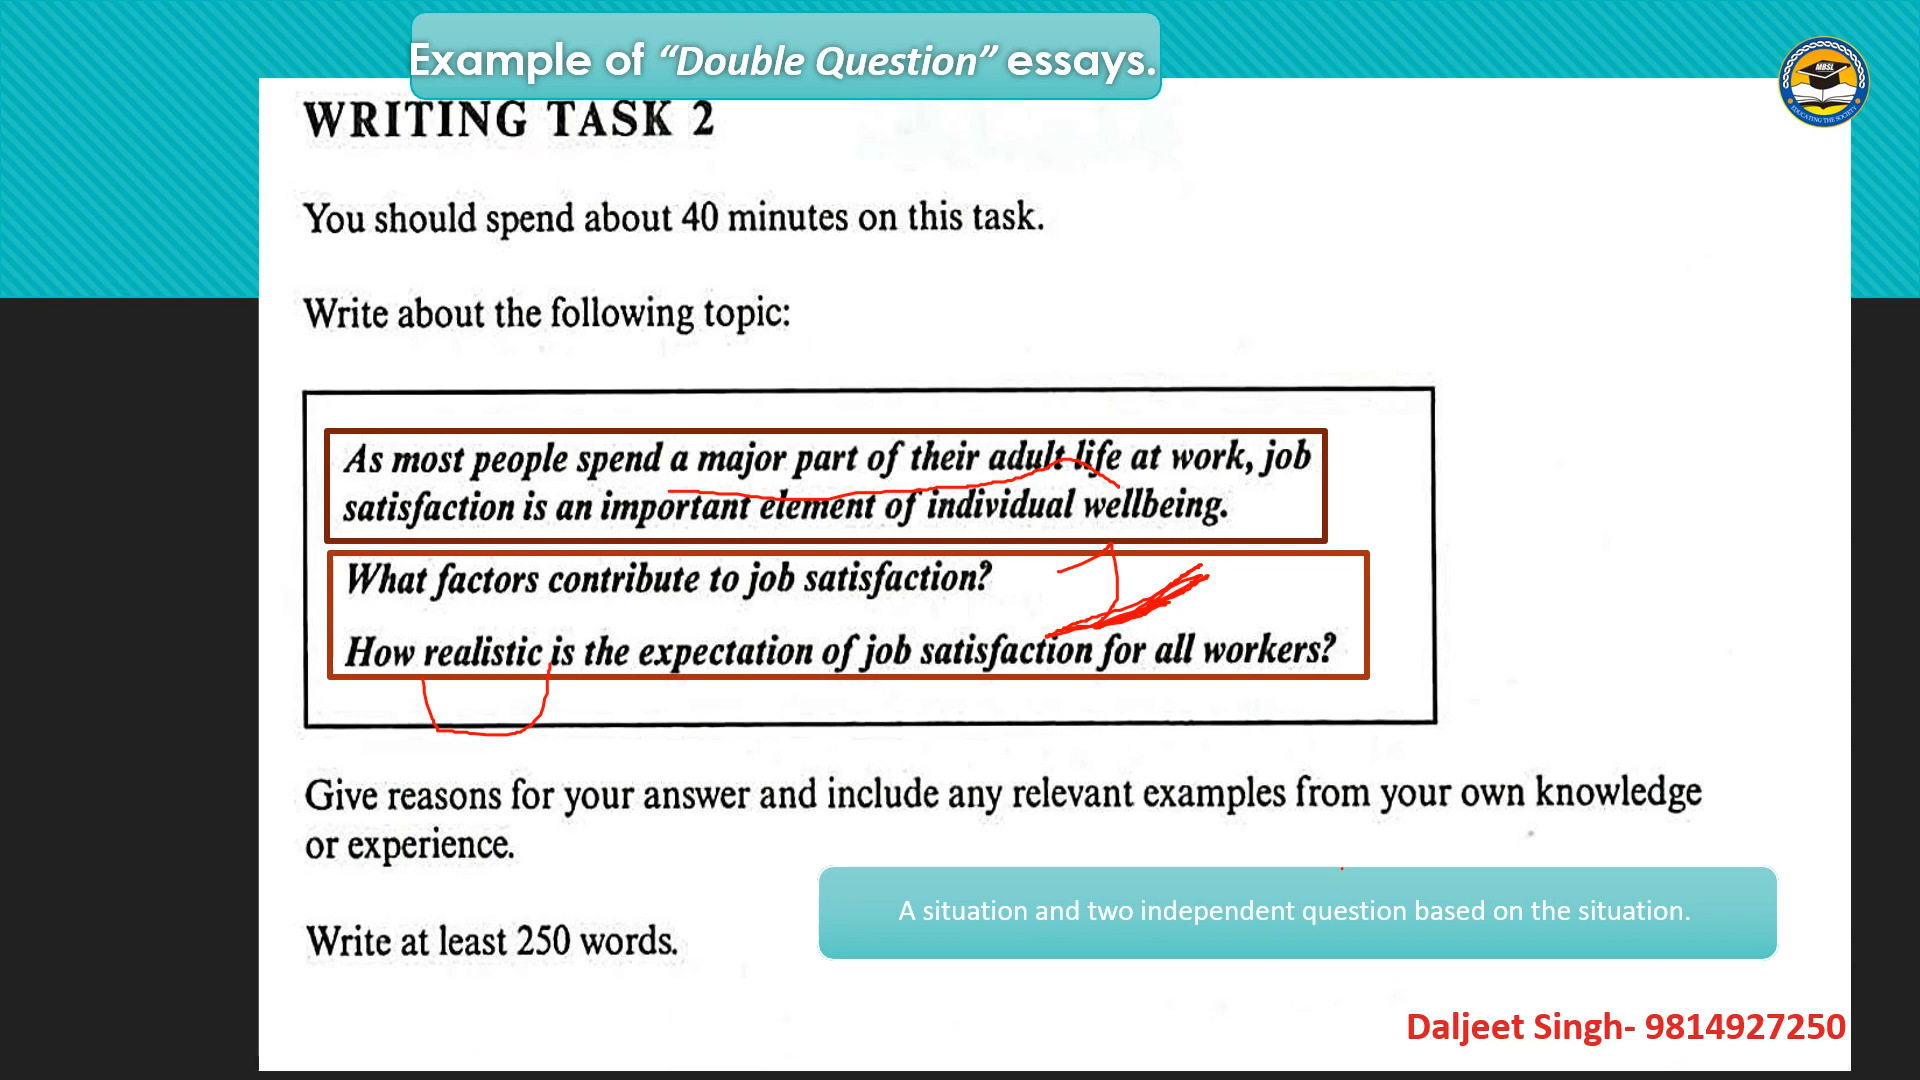 Example of “Double Question” essays.
MBSL
EDUCATING THE SOCIETY
WRITING TASK 2
You should spend about 40 minutes on this task.
Write about the following topic:
As most people spend a major part of their adult life at work, job
satisfaction is an important element of individual wellbeing.
What factors contribute to job satisfaction?
How realistic is the expectation of job satisfaction for all workers?
Give reasons for your answer and include any relevant examples from your own knowledge
or experience.
A situation and two independent question based on the situation.
Write at least 250 words.
Daljeet Singh- 9814927250